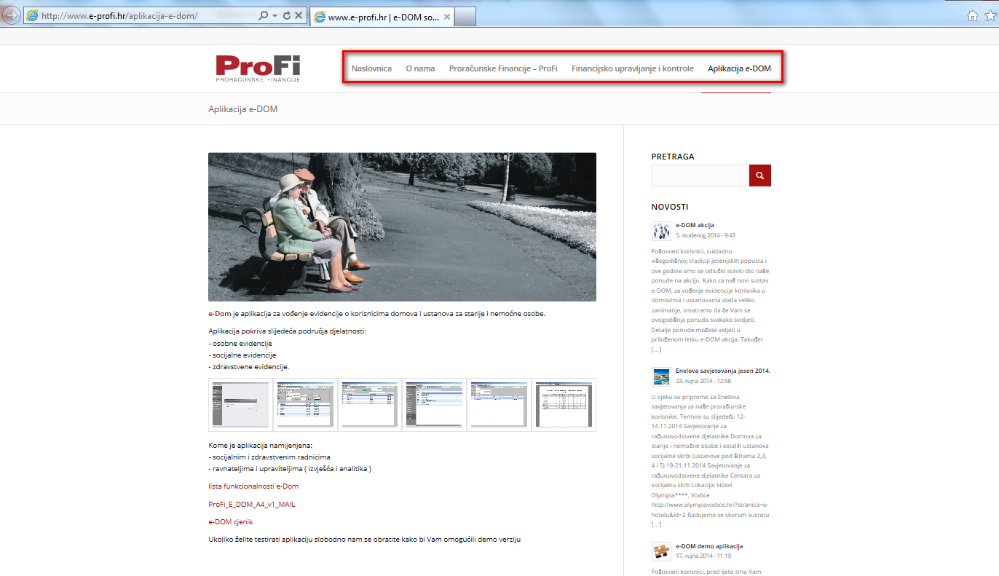 http://www.e-profi.hr/aplikacija-e-dom/
www.e-profi.hr | e-DOM so...
ProFi
PRORAČUNSKE FINANCIJE
Naslovnica
O nama
Proračunske Financije – ProFi
Financijsko upravljanje i kontrole
Aplikacija e-DOM
Aplikacija e-DOM
e-Dom je aplikacija za vođenje evidencije o korisnicima domova i ustanova za starije i nemoćne osobe.
Aplikacija pokriva slijedeća područja djelatnosti:
- osobne evidencije
- socijalne evidencije
- zdravstvene evidencije.
Kome je aplikacija namijenjena:
- socijalnim i zdravstvenim radnicima
- ravnateljima i upraviteljima ( izvješća i analitika )
lista funkcionalnosti e-Dom
ProFi_E_DOM_A4_v1_MAIL
e-DOM cjenik
Ukoliko želite testirati aplikaciju slobodno nam se obratite kako bi Vam omogućili demo verziju
PRETRAGA
NOVOSTI
e-DOM akcija
5. studenog 2014 - 9:43
Poštovani korisnici, sukladno
višegodišnjoj tradiciji jesenjskih popusta i
ove godine smo se odlučiti staviti dio naše
ponude na akciju. Kako za naš novi sustav
e-DOM, za vođenje evidencije korisnika u
domovima i ustanovama vlada veliko
zanimanje, smatramo da će Vam se
ovogodišnja ponuda svakako svidjeti.
Detalje ponude možete vidjeti u
priloženom letku e-DOM akcija. Također
[...]
Enelova savjetovanja jesen 2014.
23. rujna 2014 - 12:58
U tijeku su pripreme za Enelova
savjetovanja za naše proračunske
korisnike. Termini su slijedeći: 12-
14.11.2014 Savjetovanje za
računovodstvene djelatnike Domova za
starije i nemoćne osobe i ostalih ustanova
socijalne skrbi (ustanove pod šiframa 2,3,
4 i 5) 19-21.11.2014 Savjetovanje za
računovodstvene djelatnike Centara za
socijalnu skrb Lokacija: Hotel
Olympia****, Vodice
http://www.olympiavodice.hr/?stranica=o-
hotelu&id=2 Radujemo se skorom susretu
[...]
e-DOM demo aplikacija
17. rujna 2014 - 11:19
Poštovani korisnici, pred ljeto smo Vam